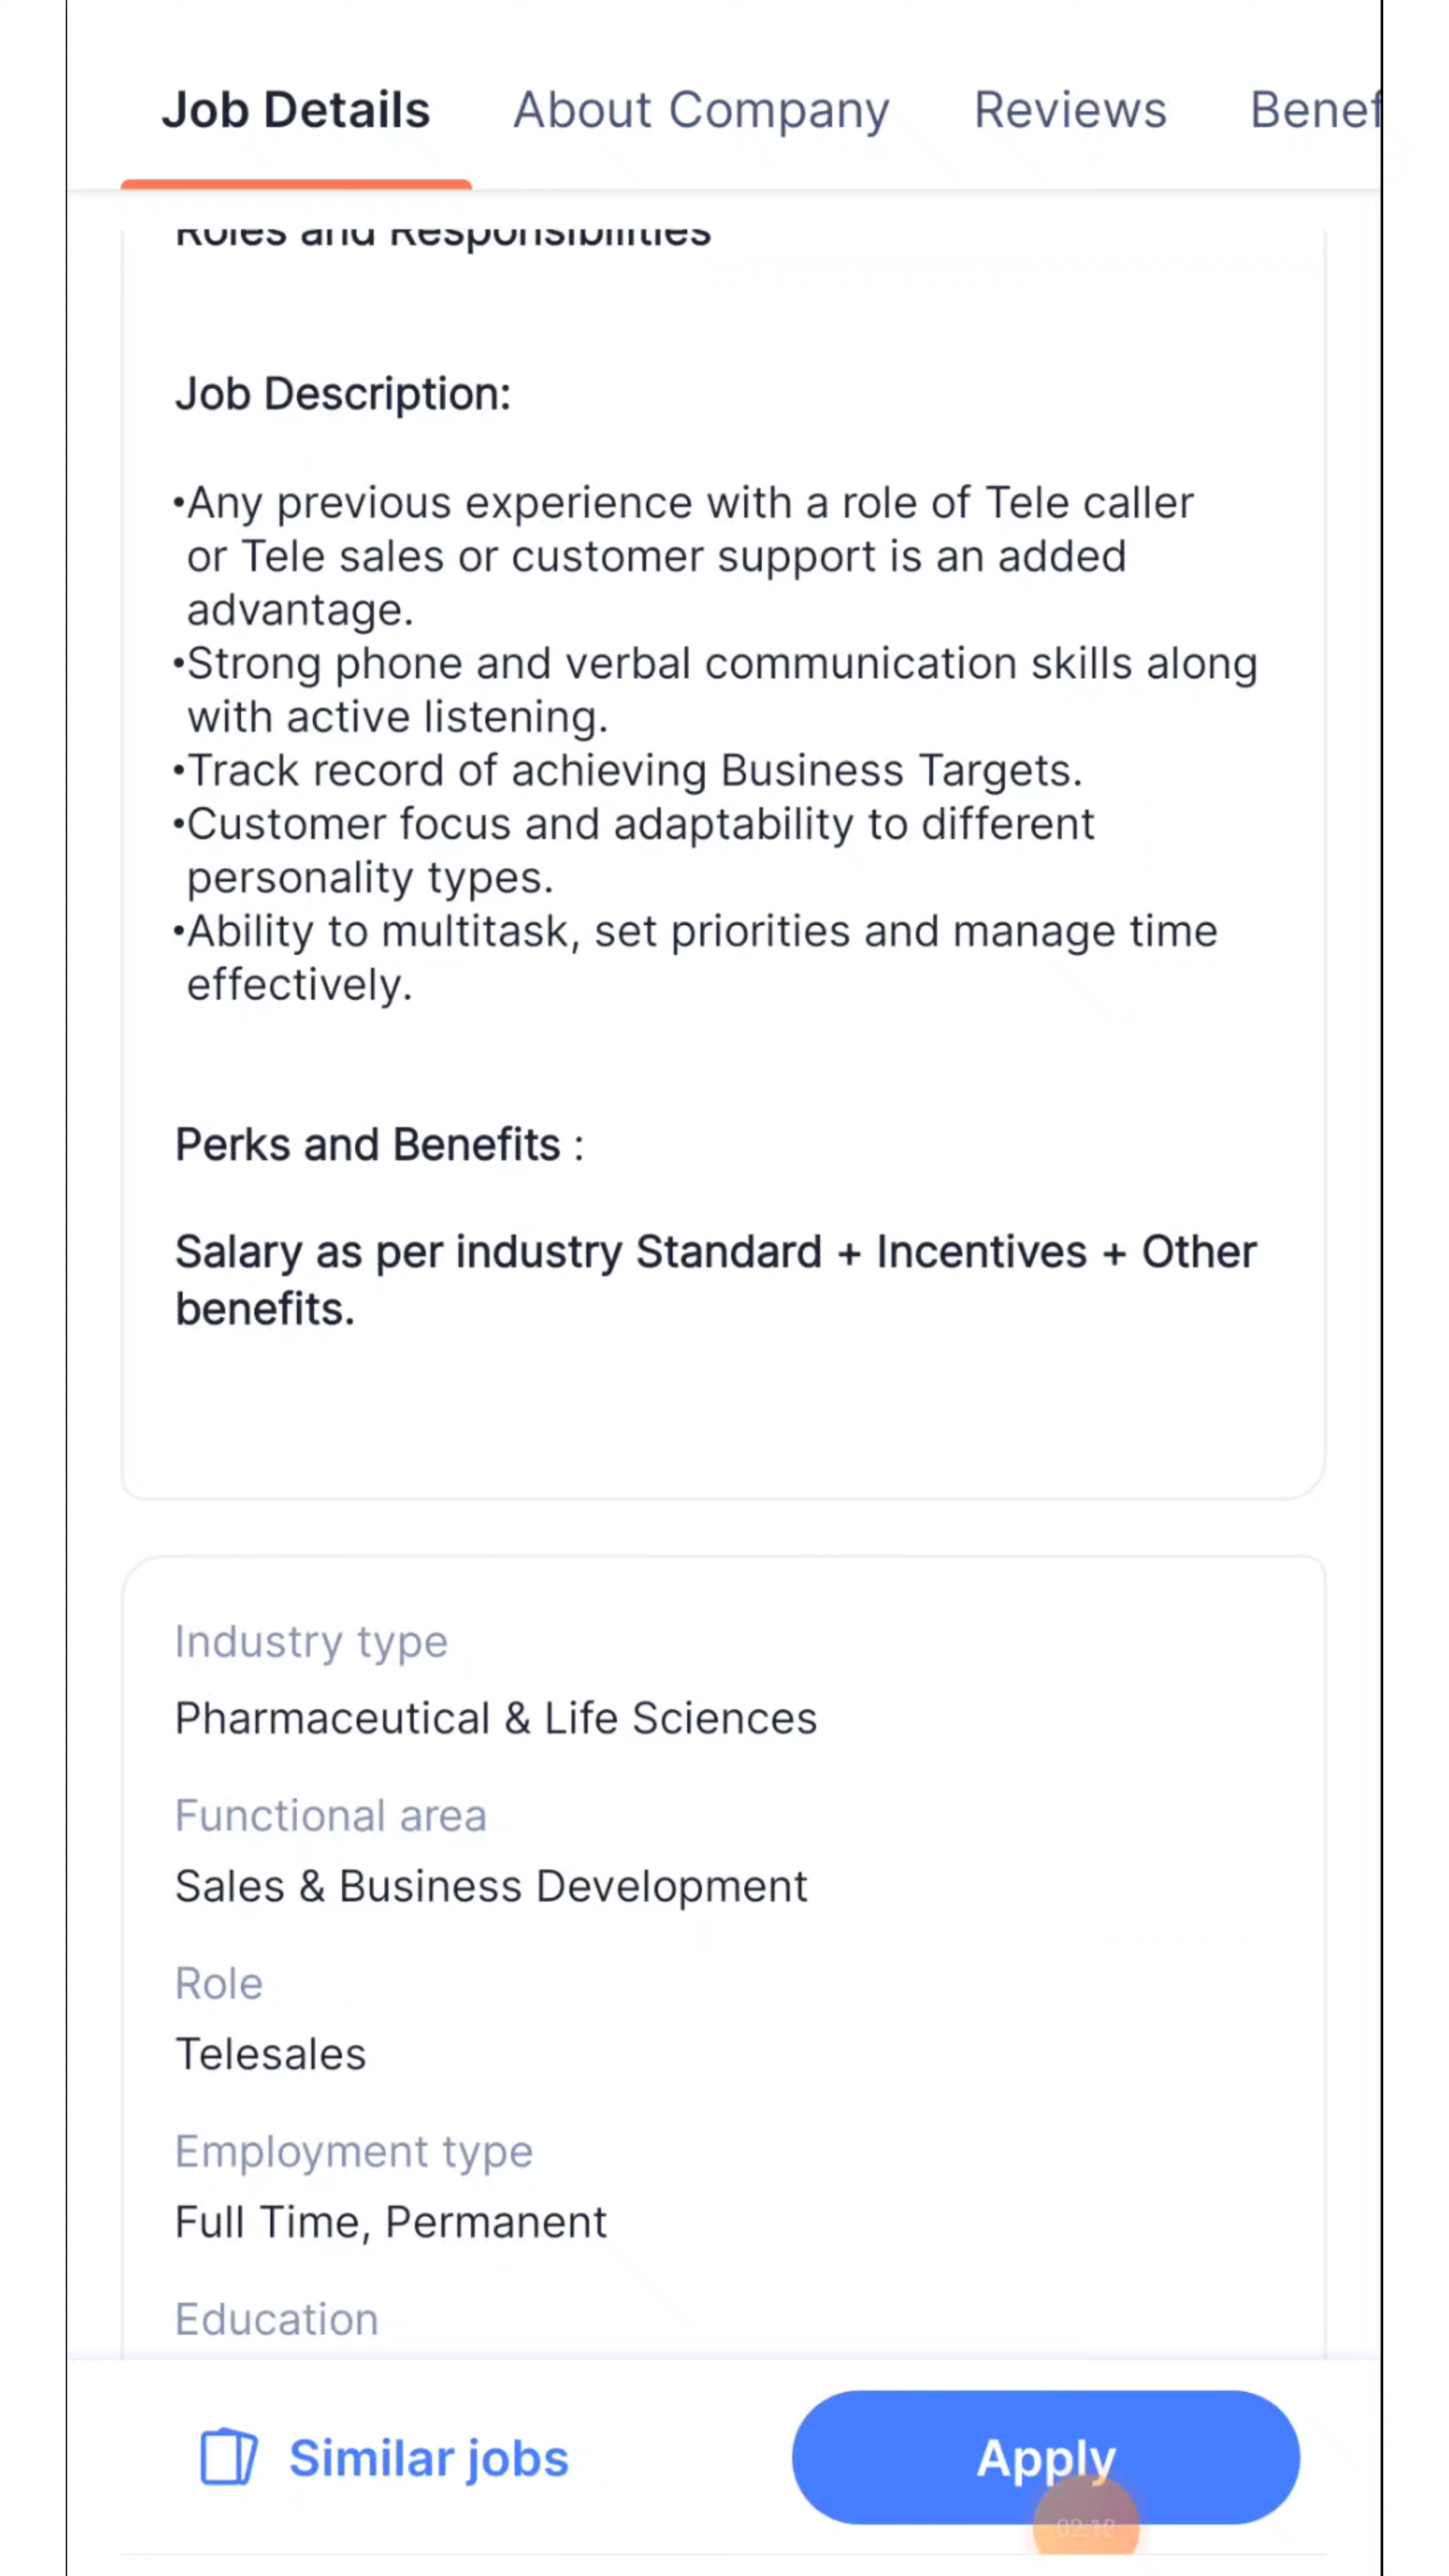 Job Details About Company Reviews Benef
Roles and Responsibilities
Job Description:
•Any previous experience with a role of Tele caller
or Tele sales or customer support is an added
advantage.
•Strong phone and verbal communication skills along
with active listening.
•Track record of achieving Business Targets.
•Customer focus and adaptability to different
personality types.
•Ability to multitask, set priorities and manage time
effectively.
Perks and Benefits :
Salary as per industry Standard + Incentives + Other
benefits.
Industry type
Pharmaceutical & Life Sciences
Functional area
Sales & Business Development
Role
Telesales
Employment type
Full Time, Permanent
Education
Similar jobs Apply